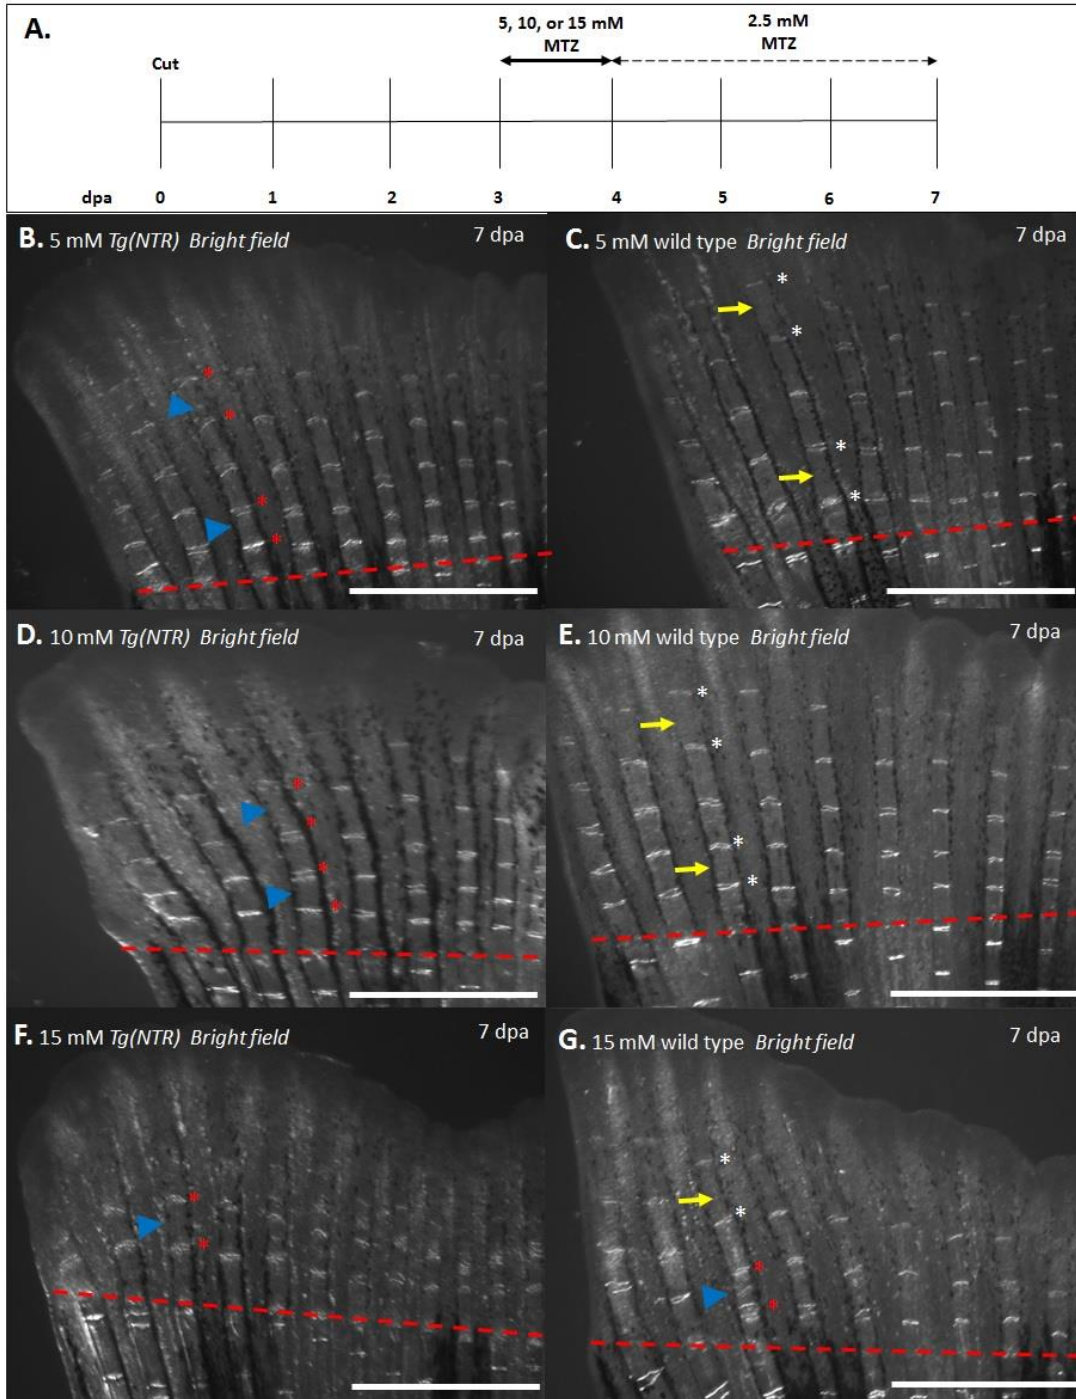 A.
5, 10, or 15 mM
MTZ
2.5 mM
MTZ
Cut
dpa 0 1 2 3 4 5 6 7
B. 5 mM Tg(NTR) Bright field 7 dpa
C. 5 mM wild type Bright field 7 dpa
* * * *
* * * *
D. 10 mM Tg(NTR) Bright field 7 dpa
E. 10 mM wild type Bright field 7 dpa
* * * *
* * * *
F. 15 mM Tg(NTR) Bright field 7 dpa
G. 15 mM wild type Bright field 7 dpa
* *
* * * *